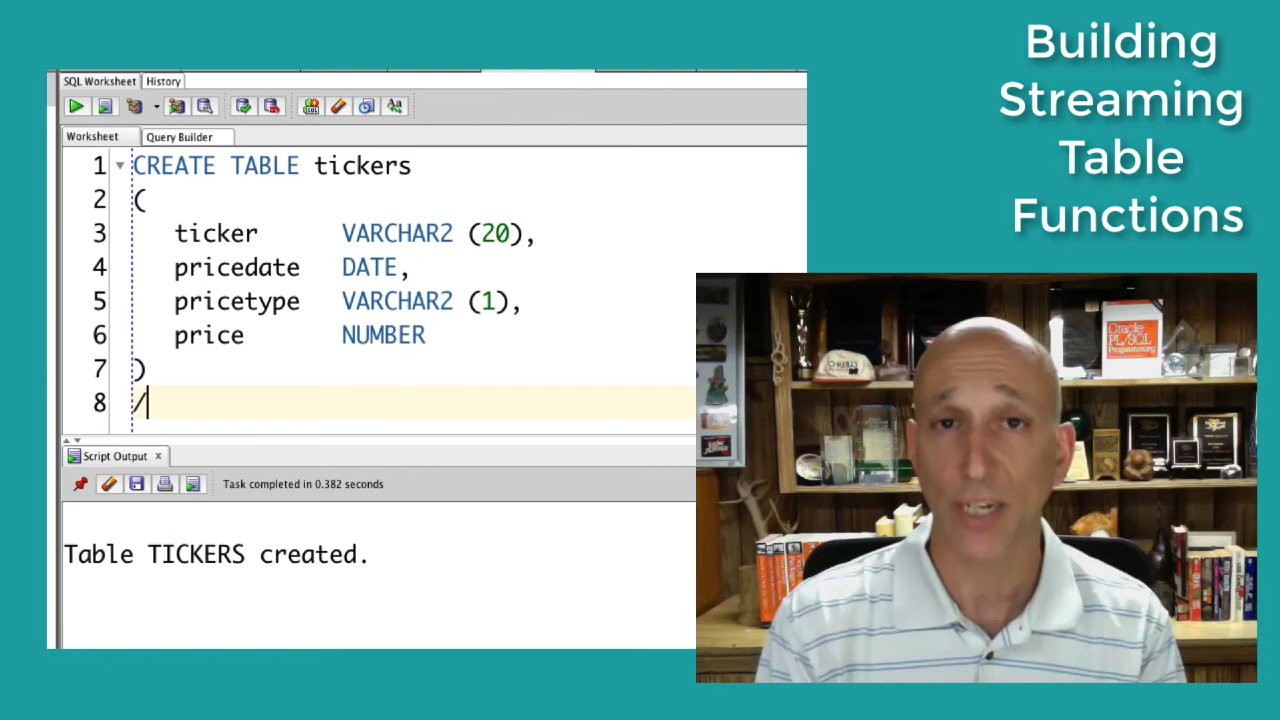 Building
Streaming
Table
Functions
SQL Worksheet History
Worksheet Query Builder
1 CREATE TABLE tickers
2 (
3 ticker VARCHAR2 (20),
4 pricedate DATE,
5 pricetype VARCHAR2 (1),
6 price NUMBER
7 )
8 /
Script Output x
Task completed in 0.382 seconds
Table TICKERS created.
Oracle
PL/SQL
Programming
O'REILLY